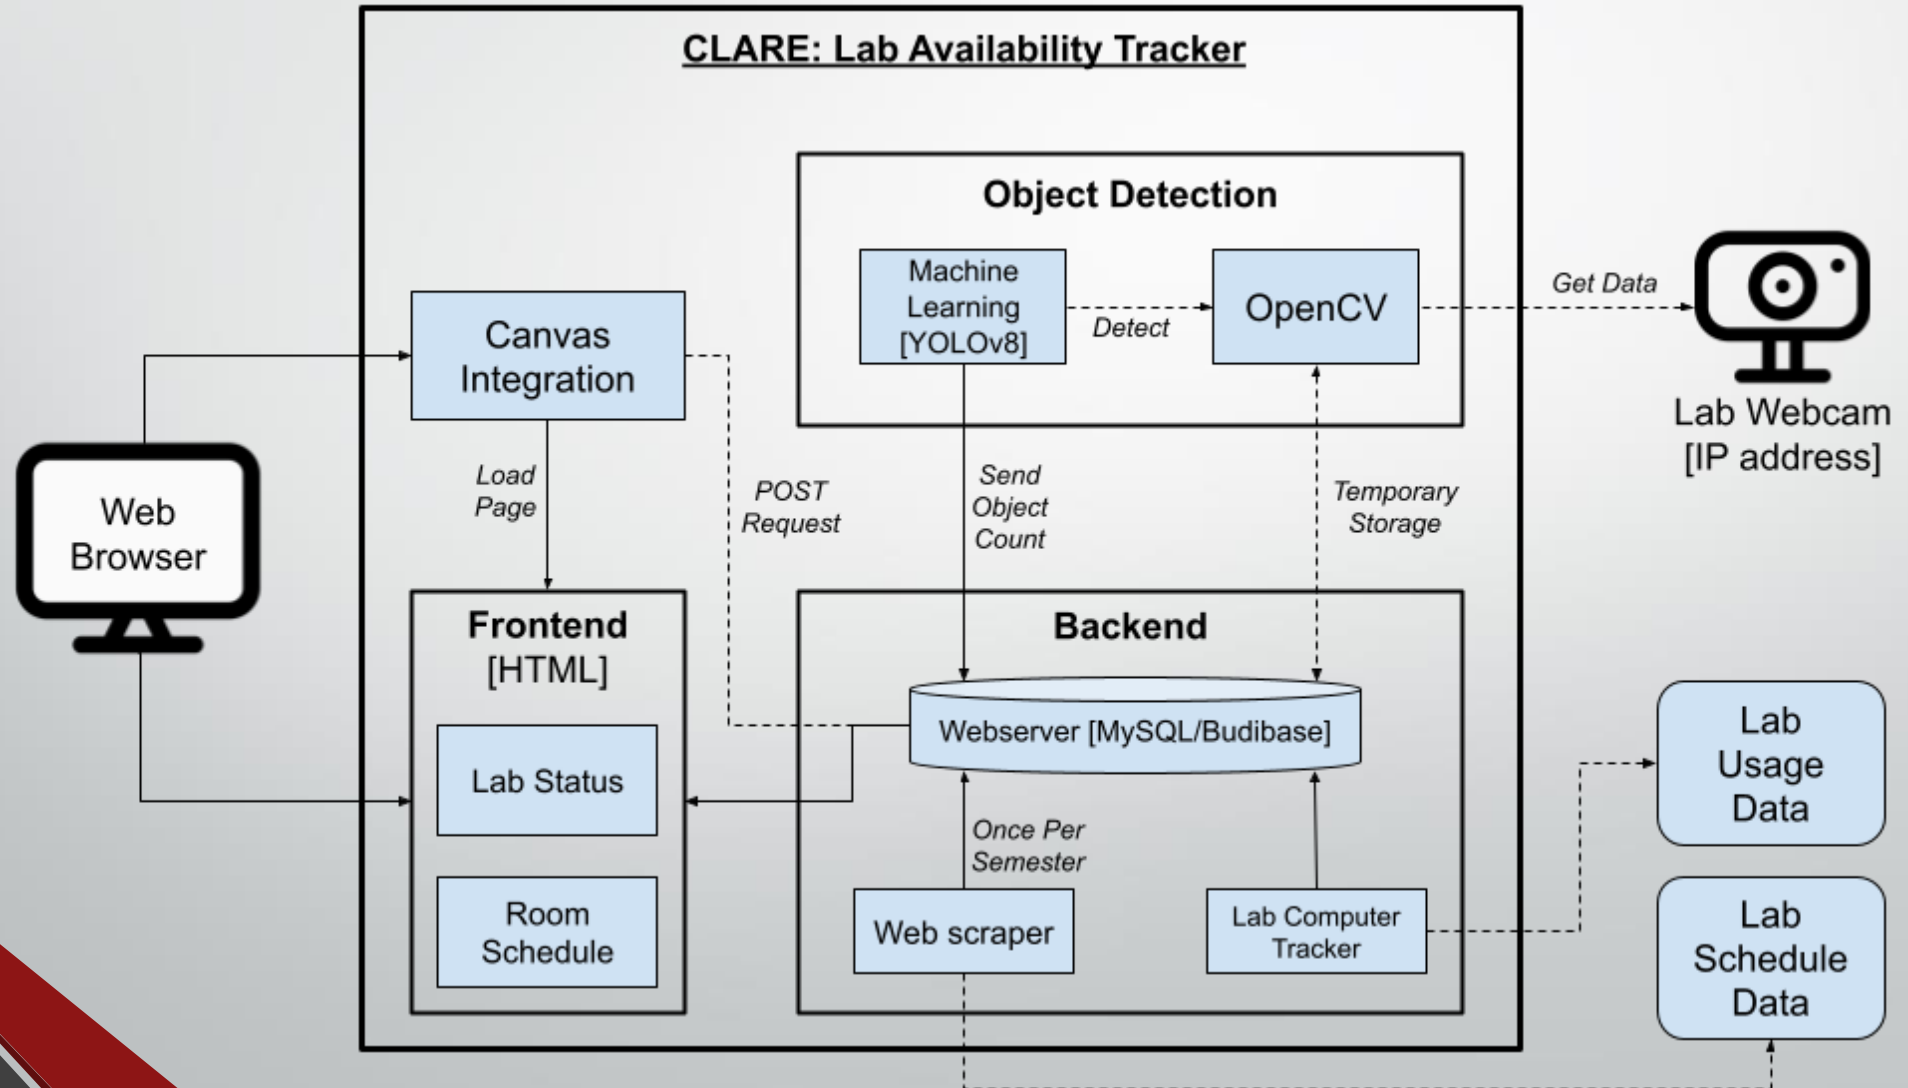 CLARE: Lab Availability Tracker
Object Detection
Machine
Learning
[YOLOv8]
Detect
OpenCV
Get Data
Lab Webcam
[IP address]
Canvas
Integration
Web
Browser
Load
Page
POST
Request
Send
Object
Count
Temporary
Storage
Frontend
[HTML]
Lab Status
Room
Schedule
Backend
Webserver [MySQL/Budibase]
Once Per
Semester
Web scraper
Lab Computer
Tracker
Lab
Usage
Data
Lab
Schedule
Data